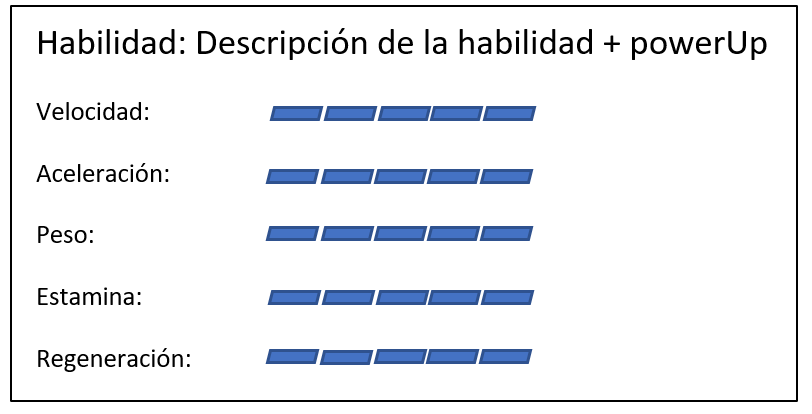 Habilidad: Descripción de la habilidad + powerUp
Velocidad:
Aceleración:
Peso:
Estamina:
Regeneración: